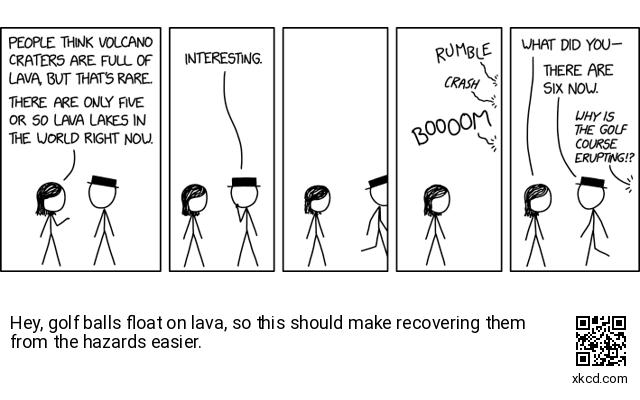 PEOPLE THINK VOLCANO
CRATERS ARE FULL OF
LAVA, BUT THAT'S RARE.
THERE ARE ONLY FIVE
OR SO LAVA LAKES IN
THE WORLD RIGHT NOW.
INTERESTING.
RUMBLE
CRASH
BOOOOM
WHAT DID YOU—
THERE ARE
SIX NOW.
WHY IS
THE GOLF
COURSE
ERUPTING!?
Hey, golf balls float on lava, so this should make recovering them
from the hazards easier.
xkcd.com